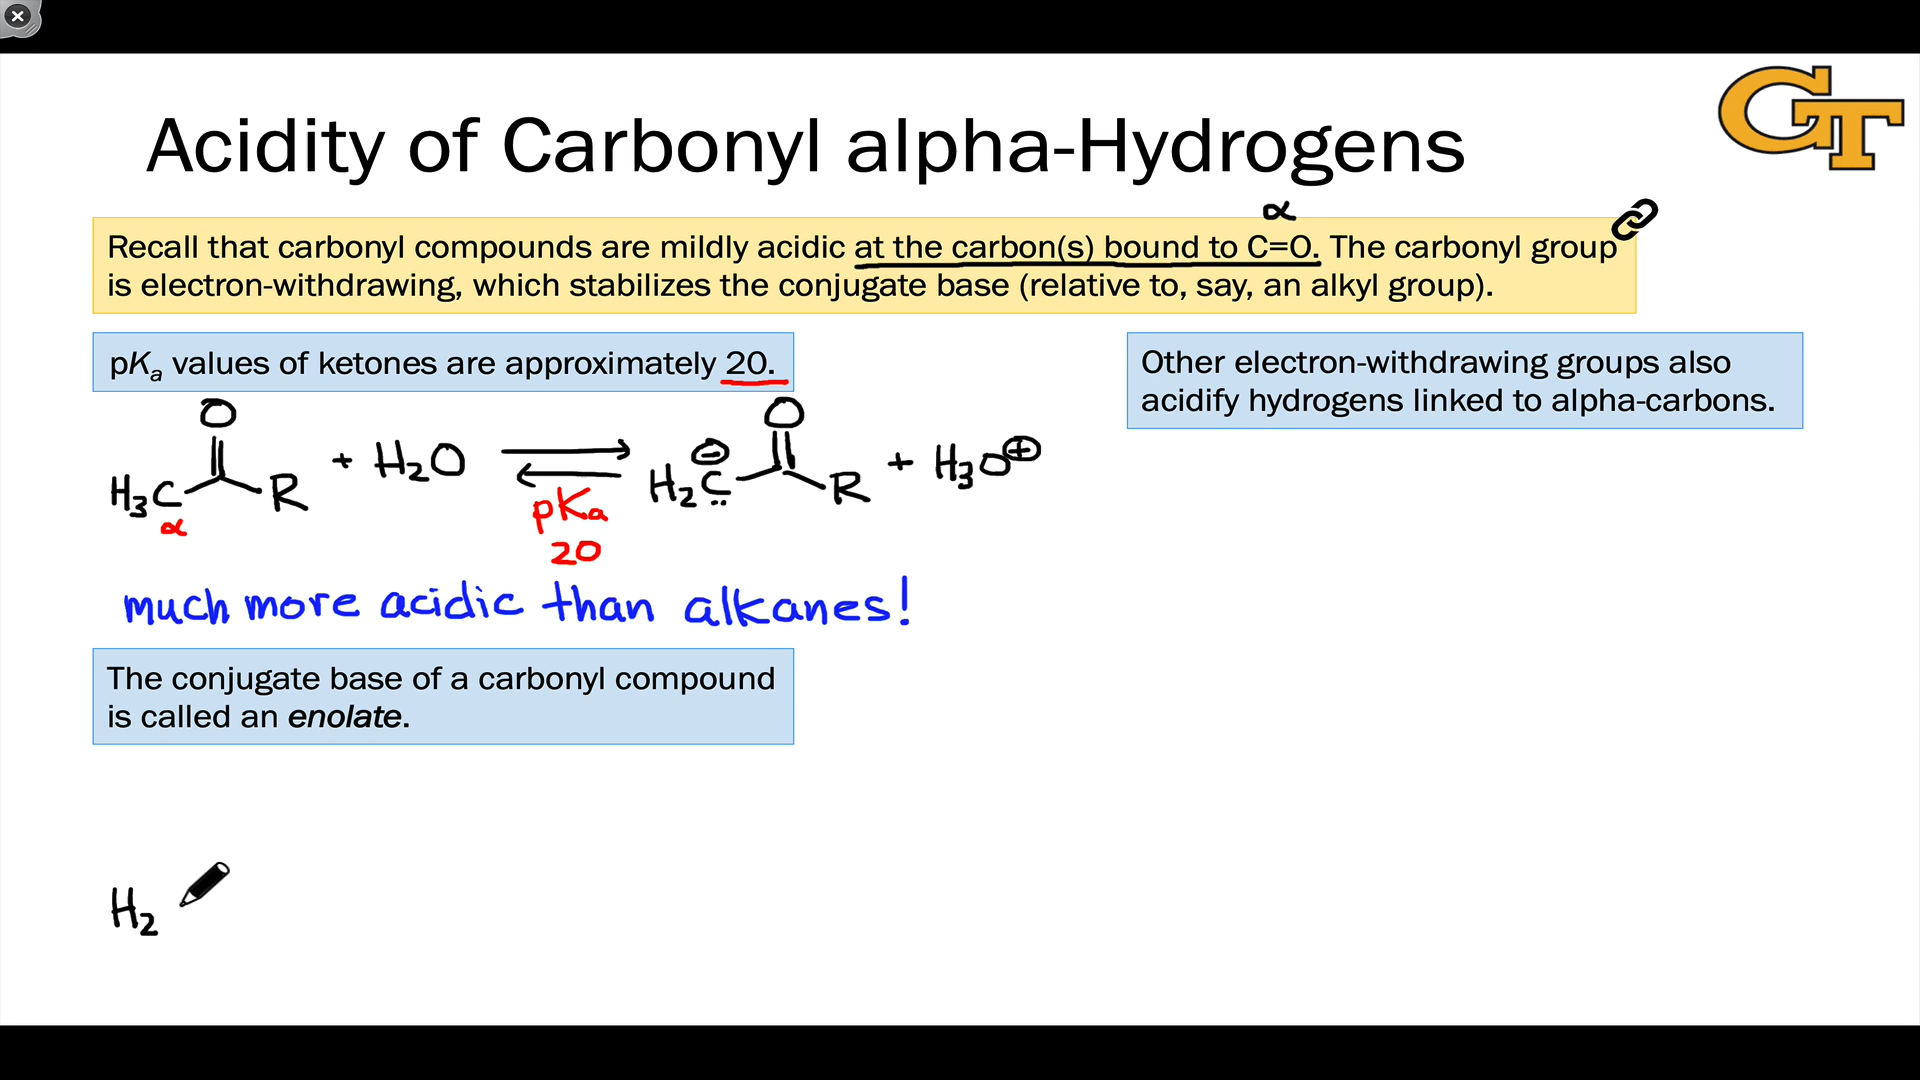 Acidity of Carbonyl alpha-Hydrogens
GT
α
Recall that carbonyl compounds are mildly acidic at the carbon(s) bound to C=O. The carbonyl group
is electron-withdrawing, which stabilizes the conjugate base (relative to, say, an alkyl group).
pKₐ values of ketones are approximately 20.
O
H₃C R + H₂O
α
pKₐ
20
O
⊖
H₂C̤ R + H₃O⊕
much more acidic than alkanes!
The conjugate base of a carbonyl compound
is called an enolate.
H₂
Other electron-withdrawing groups also
acidify hydrogens linked to alpha-carbons.